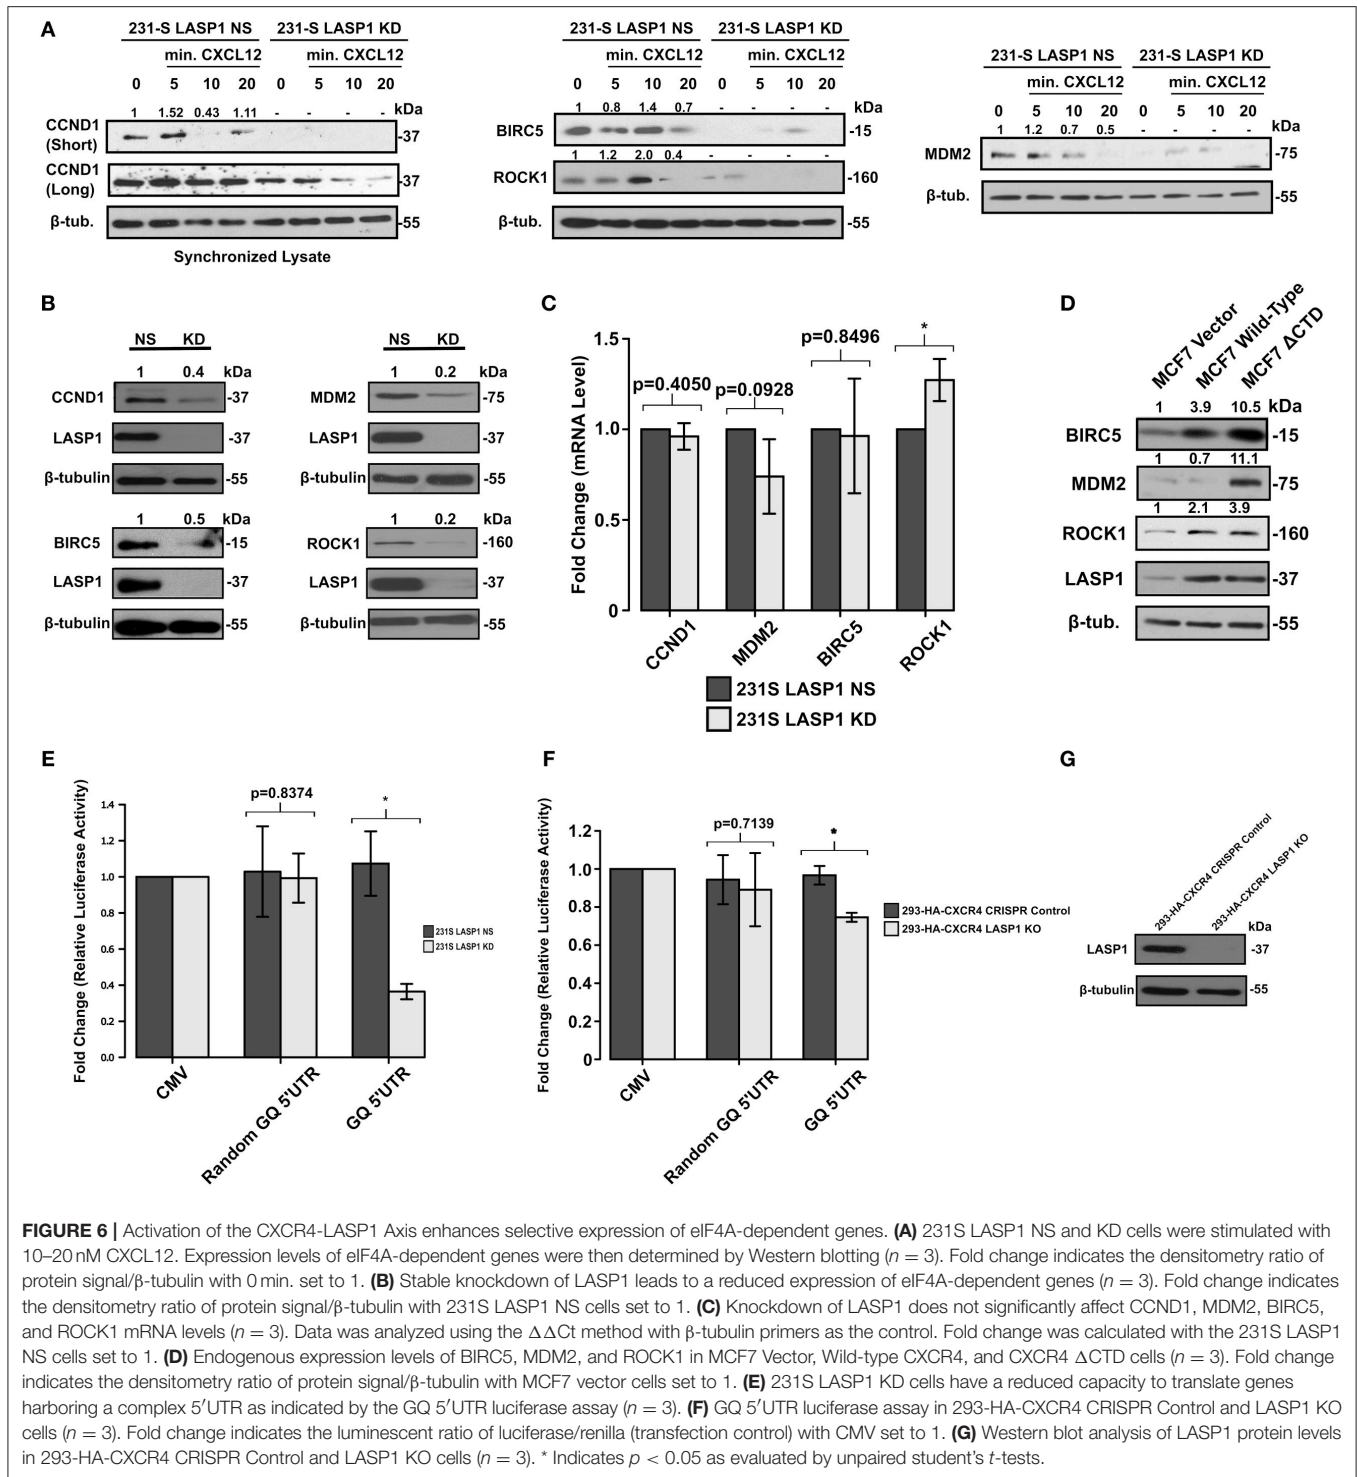 A
231-S LASP1 NS 231-S LASP1 KD
min. CXCL12 min. CXCL12
0 5 10 20 0 5 10 20
1 1.52 0.43 1.11 - - - - kDa
CCND1
(Short)
-37
CCND1
(Long)
-37
β-tub.
-55
Synchronized Lysate
231-S LASP1 NS 231-S LASP1 KD
min. CXCL12 min. CXCL12
0 5 10 20 0 5 10 20
1 0.8 1.4 0.7 - - - - kDa
BIRC5 -15
1 1.2 2.0 0.4 - - - -
ROCK1 -160
β-tub. -55
231-S LASP1 NS 231-S LASP1 KD
min. CXCL12 min. CXCL12
0 5 10 20 0 5 10 20
kDa
1 1.2 0.7 0.5 - - - -
MDM2 -75
β-tub. -55
B
NS KD
1 0.4 kDa
CCND1 -37
LASP1 -37
β-tubulin -55
1 0.5 kDa
BIRC5 -15
LASP1 -37
β-tubulin -55
NS KD
1 0.2 kDa
MDM2 -75
LASP1 -37
β-tubulin -55
1 0.2 kDa
ROCK1 -160
LASP1 -37
β-tubulin -55
C
Fold Change (mRNA Level)
1.5
1.0
0.5
0
p=0.4050
p=0.0928
p=0.8496
*
CCND1
MDM2
BIRC5
ROCK1
231S LASP1 NS
231S LASP1 KD
D
MCF7 Vector
MCF7 Wild-Type
MCF7 ΔCTD
1 3.9 10.5 kDa
BIRC5 -15
1 0.7 11.1
MDM2 -75
1 2.1 3.9
ROCK1 -160
LASP1 -37
β-tub. -55
E
Fold Change (Relative Luciferase Activity)
1.4
1.2
1.0
0.8
0.6
0.4
0.2
0.0
p=0.8374
*
CMV
Random GQ 5'UTR
GQ 5'UTR
231S LASP1 NS
231S LASP1 KD
F
Fold Change (Relative Luciferase Activity)
1.2
1
0.8
0.6
0.4
0.2
0
p=0.7139
*
CMV
Random GQ 5'UTR
GQ 5'UTR
293-HA-CXCR4 CRISPR Control
293-HA-CXCR4 LASP1 KO
G
293-HA-CXCR4 CRISPR Control
293-HA-CXCR4 LASP1 KO
kDa
LASP1 -37
β-tubulin -55
FIGURE 6 | Activation of the CXCR4-LASP1 Axis enhances selective expression of eIF4A-dependent genes. (A) 231S LASP1 NS and KD cells were stimulated with
10–20 nM CXCL12. Expression levels of eIF4A-dependent genes were then determined by Western blotting (n = 3). Fold change indicates the densitometry ratio of
protein signal/β-tubulin with 0 min. set to 1. (B) Stable knockdown of LASP1 leads to a reduced expression of eIF4A-dependent genes (n = 3). Fold change indicates
the densitometry ratio of protein signal/β-tubulin with 231S LASP1 NS cells set to 1. (C) Knockdown of LASP1 does not significantly affect CCND1, MDM2, BIRC5,
and ROCK1 mRNA levels (n = 3). Data was analyzed using the ΔΔCt method with β-tubulin primers as the control. Fold change was calculated with the 231S LASP1
NS cells set to 1. (D) Endogenous expression levels of BIRC5, MDM2, and ROCK1 in MCF7 Vector, Wild-type CXCR4, and CXCR4 ΔCTD cells (n = 3). Fold change
indicates the densitometry ratio of protein signal/β-tubulin with MCF7 vector cells set to 1. (E) 231S LASP1 KD cells have a reduced capacity to translate genes
harboring a complex 5′UTR as indicated by the GQ 5′UTR luciferase assay (n = 3). (F) GQ 5′UTR luciferase assay in 293-HA-CXCR4 CRISPR Control and LASP1 KO
cells (n = 3). Fold change indicates the luminescent ratio of luciferase/renilla (transfection control) with CMV set to 1. (G) Western blot analysis of LASP1 protein levels
in 293-HA-CXCR4 CRISPR Control and LASP1 KO cells (n = 3). * Indicates p < 0.05 as evaluated by unpaired student's t-tests.